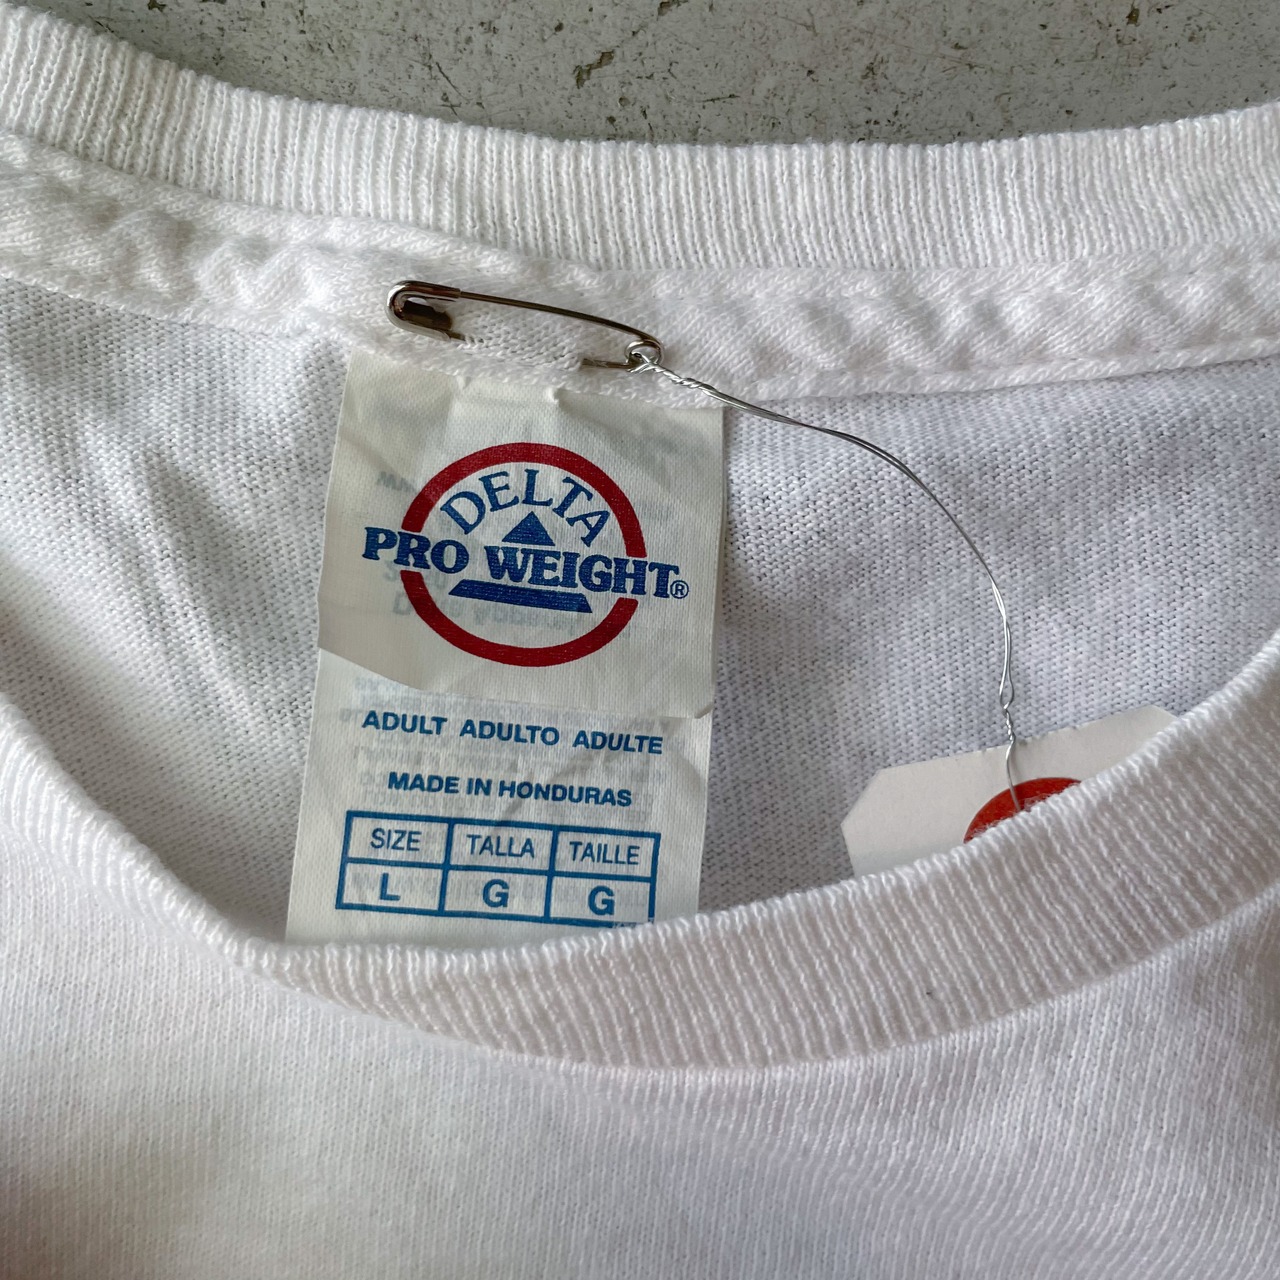 DELTA
PRO WEIGHT®
ADULT ADULTO ADULTE
MADE IN HONDURAS
SIZE TALLA TAILLE
L G G